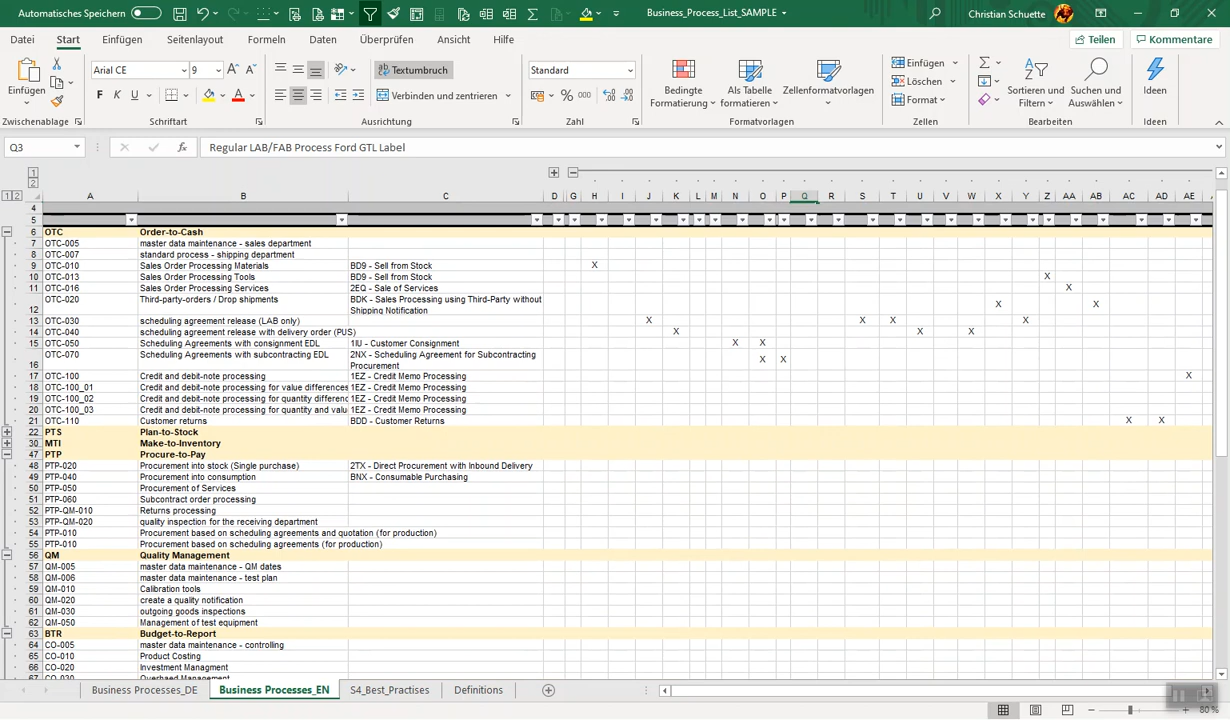 Automatisches Speichern Business_Process_List_SAMPLE Christian Schuette
Datei Start Einfügen Seitenlayout Formeln Daten Überprüfen Ansicht Hilfe Teilen Kommentare
Einfügen Arial CE 9 Textumbruch Standard Bedingte Formatierung Als Tabelle formatieren Zellenformatvorlagen Einfügen Löschen Format Sortieren und Filtern Suchen und Auswählen Ideen
F K U Verbinden und zentrieren % 000
Zwischenablage Schriftart Ausrichtung Zahl Formatvorlagen Zellen Bearbeiten Ideen
Q3 fx Regular LAB/FAB Process Ford GTL Label
1
2
1 2 A B C D G H I J K L M N O P Q R S T U V W X Y Z AA AB AC AD AE
4
5
6 OTC Order-to-Cash
7 OTC-005 master data maintenance - sales department
8 OTC-007 standard process - shipping department
9 OTC-010 Sales Order Processing Materials BD9 - Sell from Stock X
10 OTC-013 Sales Order Processing Tools BD9 - Sell from Stock X
11 OTC-016 Sales Order Processing Services 2EQ - Sale of Services X
12 OTC-020 Third-party-orders / Drop shipments BDK - Sales Processing using Third-Party without Shipping Notification X X
13 OTC-030 scheduling agreement release (LAB only) X X X X
14 OTC-040 scheduling agreement release with delivery order (PUS) X X X
15 OTC-050 Scheduling Agreements with consignment EDL 1IU - Customer Consignment X X
16 OTC-070 Scheduling Agreements with subcontracting EDL 2NX - Scheduling Agreement for Subcontracting Procurement X X
17 OTC-100 Credit and debit-note processing 1EZ - Credit Memo Processing X
18 OTC-100_01 Credit and debit-note processing for value differences 1EZ - Credit Memo Processing
19 OTC-100_02 Credit and debit-note processing for quantity differenc 1EZ - Credit Memo Processing
20 OTC-100_03 Credit and debit-note processing for quantity and value 1EZ - Credit Memo Processing
21 OTC-110 Customer returns BDD - Customer Returns X X
22 PTS Plan-to-Stock
30 MTI Make-to-Inventory
47 PTP Procure-to-Pay
48 PTP-020 Procurement into stock (Single purchase) 2TX - Direct Procurement with Inbound Delivery
49 PTP-040 Procurement into consumption BNX - Consumable Purchasing
50 PTP-050 Procurement of Services
51 PTP-060 Subcontract order processing
52 PTP-QM-010 Returns processing
53 PTP-QM-020 quality inspection for the receiving department
54 PTP-010 Procurement based on scheduling agreements and quotation (for production)
55 PTP-010 Procurement based on scheduling agreements (for production)
56 QM Quality Management
57 QM-005 master data maintenance - QM dates
58 QM-006 master data maintenance - test plan
59 QM-010 Calibration tools
60 QM-020 create a quality notification
61 QM-030 outgoing goods inspections
62 QM-050 Management of test equipment
63 BTR Budget-to-Report
64 CO-005 master data maintenance - controlling
65 CO-010 Product Costing
66 CO-020 Investment Managment
67 CO-030 Overhaed Management
Business Processes_DE Business Processes_EN S4_Best_Practises Definitions
80 %